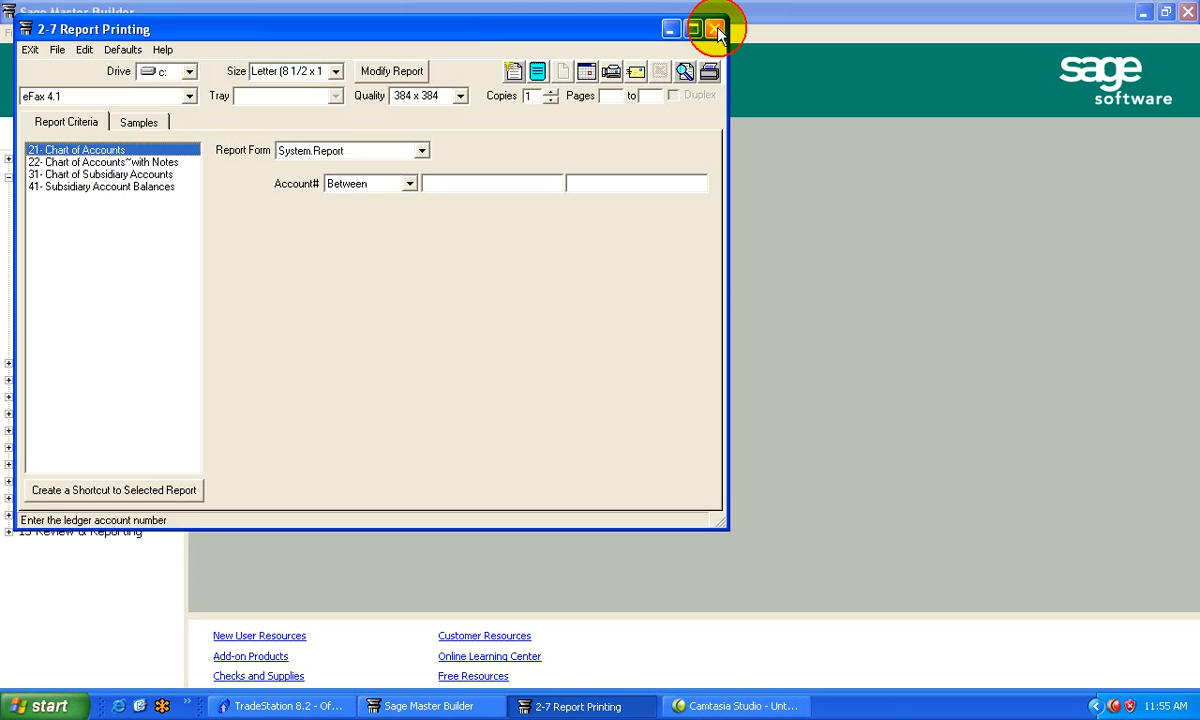 Sage Master Builder
2-7 Report Printing
EXit File Edit Defaults Help
Drive c: Size Letter (8 1/2 x 1 Modify Report
eFax 4.1 Tray Quality 384 x 384 Copies 1 Pages to Duplex
Report Criteria Samples
21- Chart of Accounts
22- Chart of Accounts~with Notes
31- Chart of Subsidiary Accounts
41- Subsidiary Account Balances
Report Form System.Report
Account# Between
Create a Shortcut to Selected Report
Enter the ledger account number
13 Review & Reporting
sage
software
New User Resources Customer Resources
Add-on Products Online Learning Center
Checks and Supplies Free Resources
start TradeStation 8.2 - Of... Sage Master Builder 2-7 Report Printing Camtasia Studio - Unt... 11:55 AM